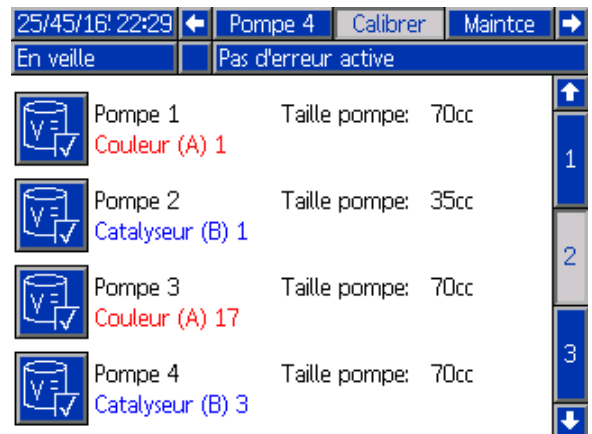 25/45/16 22:29 Pompe 4 Calibrer Maintce
En veille Pas d'erreur active
Pompe 1 Taille pompe: 70cc
Couleur (A) 1
1
Pompe 2 Taille pompe: 35cc
Catalyseur (B) 1
2
Pompe 3 Taille pompe: 70cc
Couleur (A) 17
Pompe 4 Taille pompe: 70cc
3
Catalyseur (B) 3